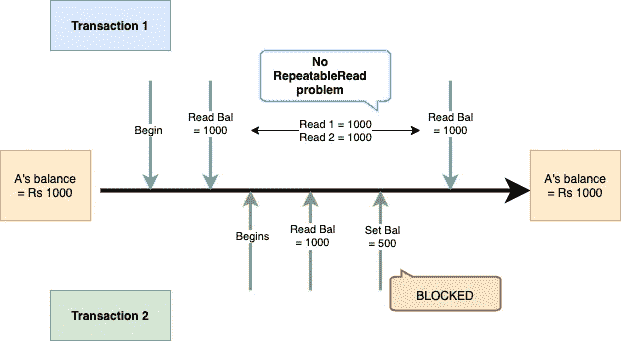 Transaction 1
No
RepeatableRead
problem
Begin
Read Bal
= 1000
Read 1 = 1000
Read 2 = 1000
Read Bal
= 1000
A's balance
= Rs 1000
A's balance
= Rs 1000
Begins
Read Bal
= 1000
Set Bal
= 500
BLOCKED
Transaction 2